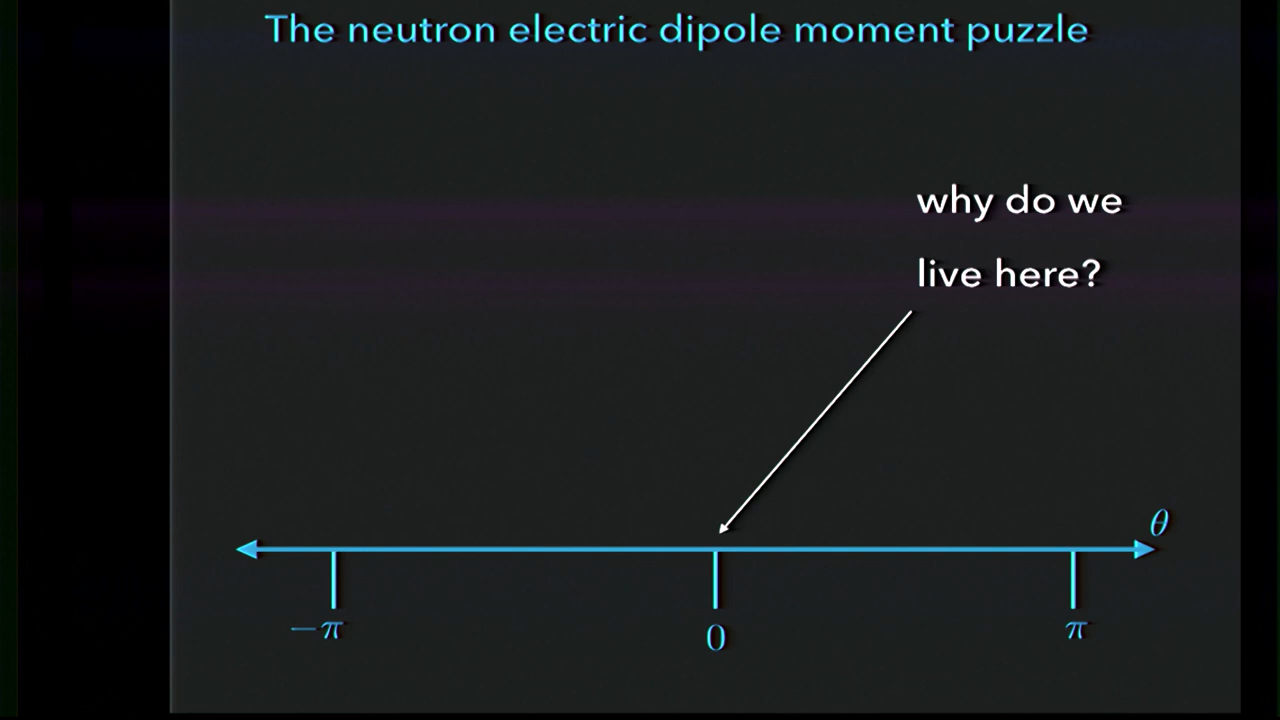 The neutron electric dipole moment puzzle
why do we
live here?
θ
−π
0
π